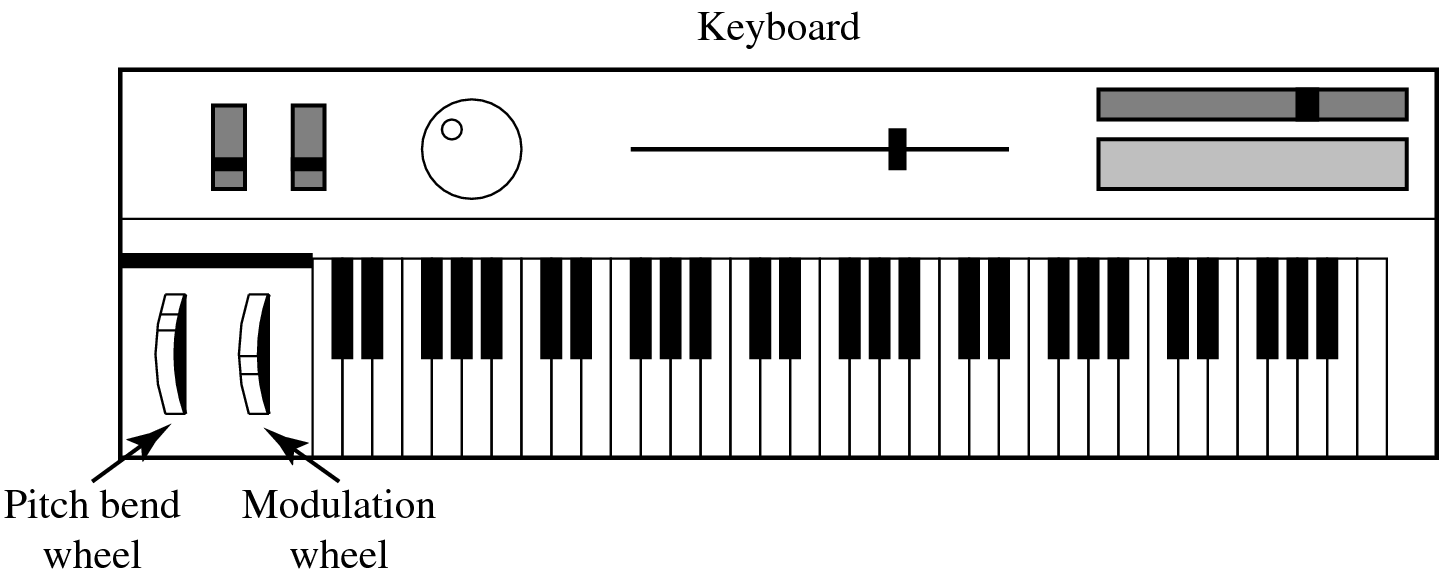 Keyboard
Pitch bend
wheel
Modulation
wheel